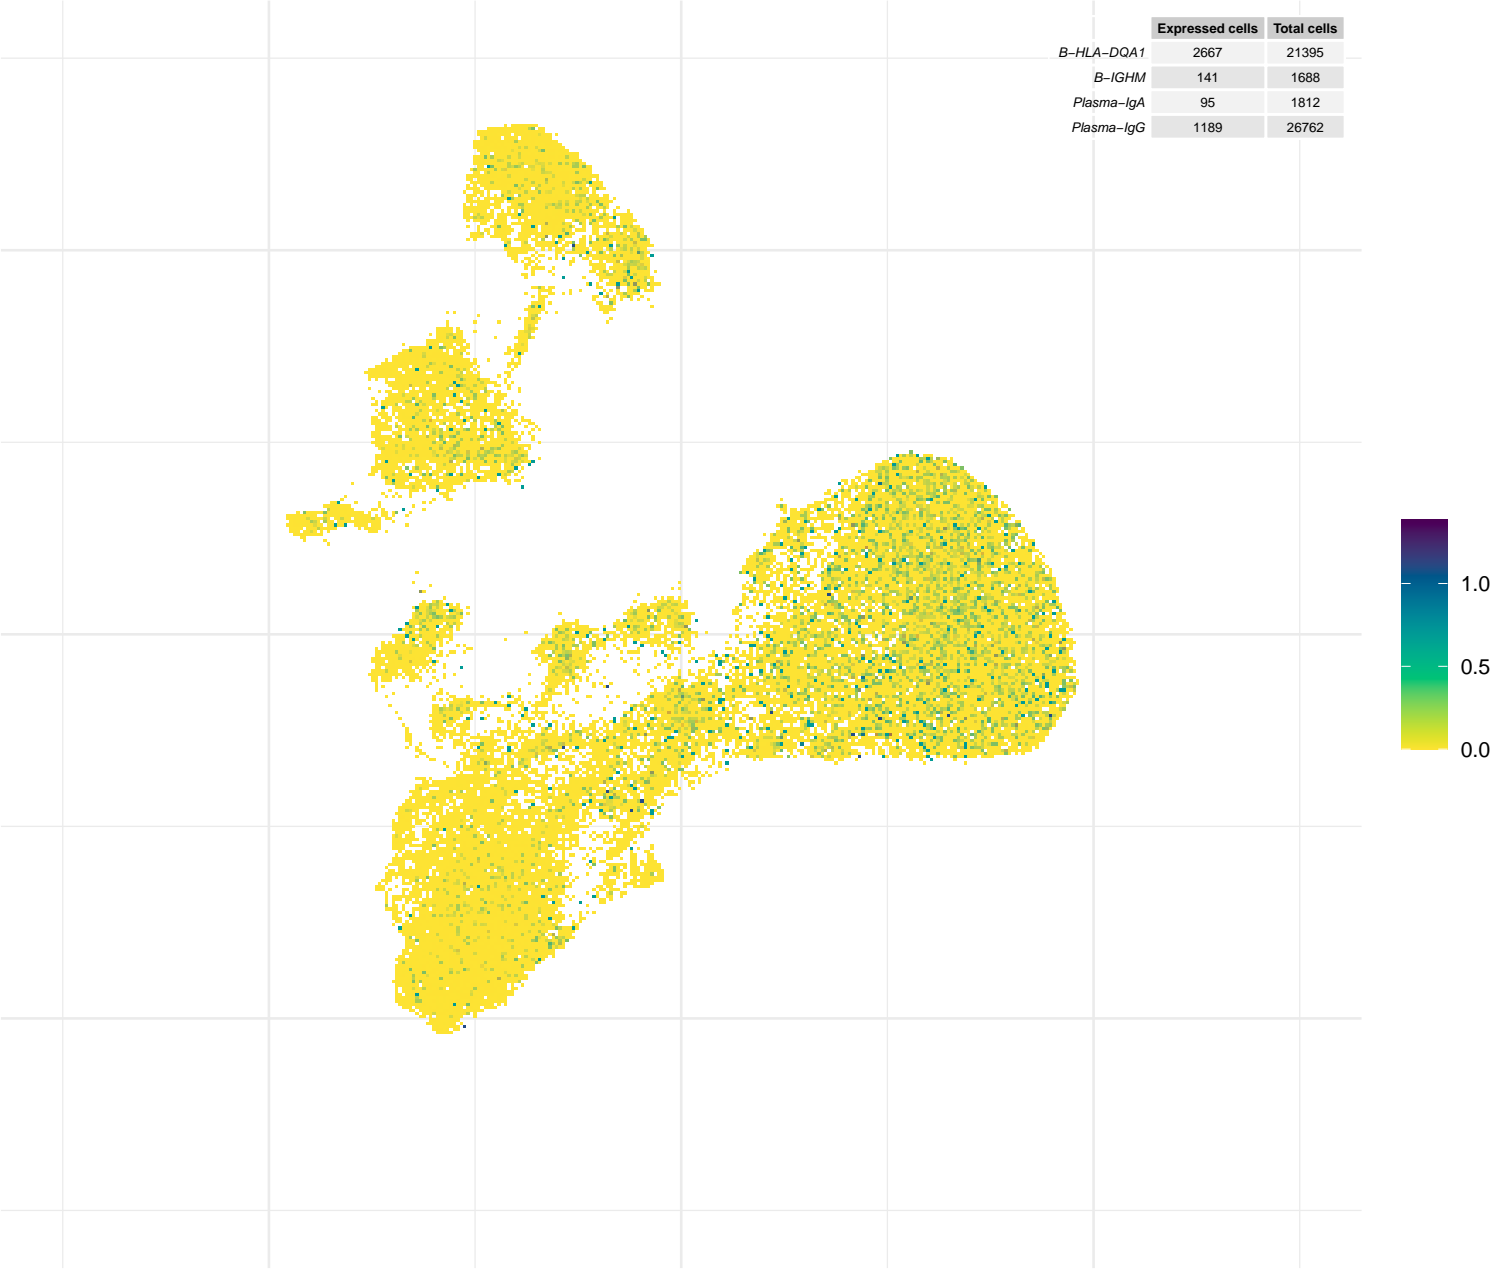 Expressed cells Total cells
B−HLA−DQA1 2667 21395
B−IGHM 141 1688
Plasma−IgA 95 1812
Plasma−IgG 1189 26762
1.0
0.5
0.0